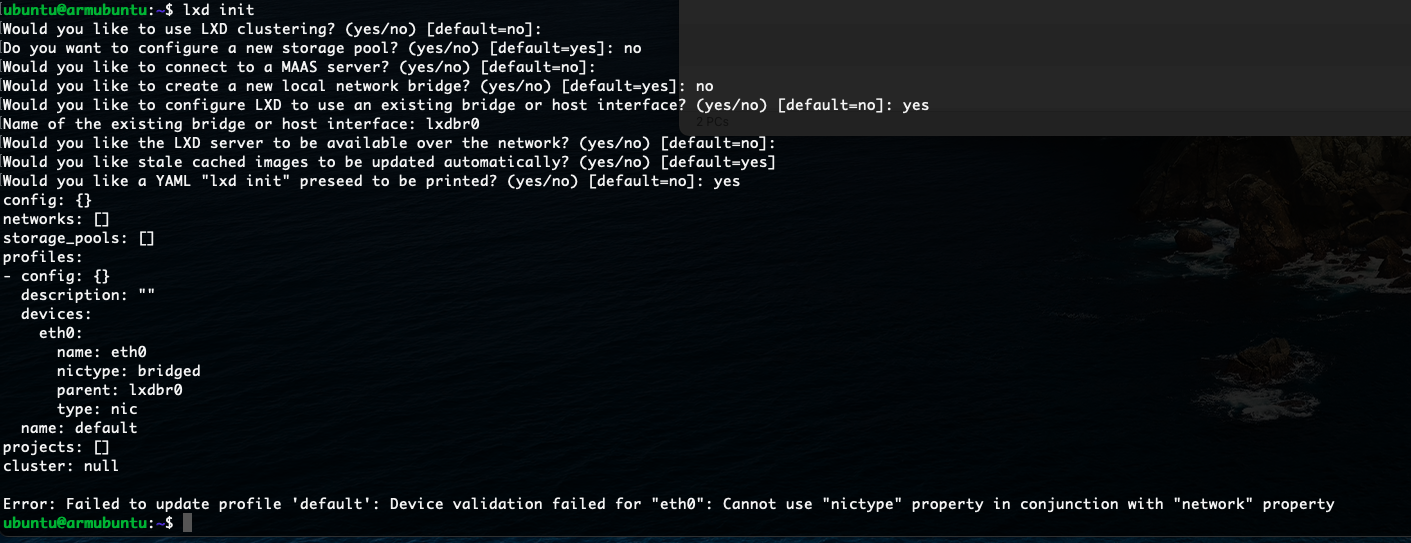 ubuntu@armubuntu:~$ lxd init
Would you like to use LXD clustering? (yes/no) [default=no]:
Do you want to configure a new storage pool? (yes/no) [default=yes]: no
Would you like to connect to a MAAS server? (yes/no) [default=no]:
Would you like to create a new local network bridge? (yes/no) [default=yes]: no
Would you like to configure LXD to use an existing bridge or host interface? (yes/no) [default=no]: yes
Name of the existing bridge or host interface: lxdbr0
2 PCs
Would you like the LXD server to be available over the network? (yes/no) [default=no]:
Would you like stale cached images to be updated automatically? (yes/no) [default=yes]
Would you like a YAML "lxd init" preseed to be printed? (yes/no) [default=no]: yes
config: {}
networks: []
storage_pools: []
profiles:
- config: {}
  description: ""
  devices:
    eth0:
      name: eth0
      nictype: bridged
      parent: lxdbr0
      type: nic
  name: default
projects: []
cluster: null
Error: Failed to update profile 'default': Device validation failed for "eth0": Cannot use "nictype" property in conjunction with "network" property
ubuntu@armubuntu:~$